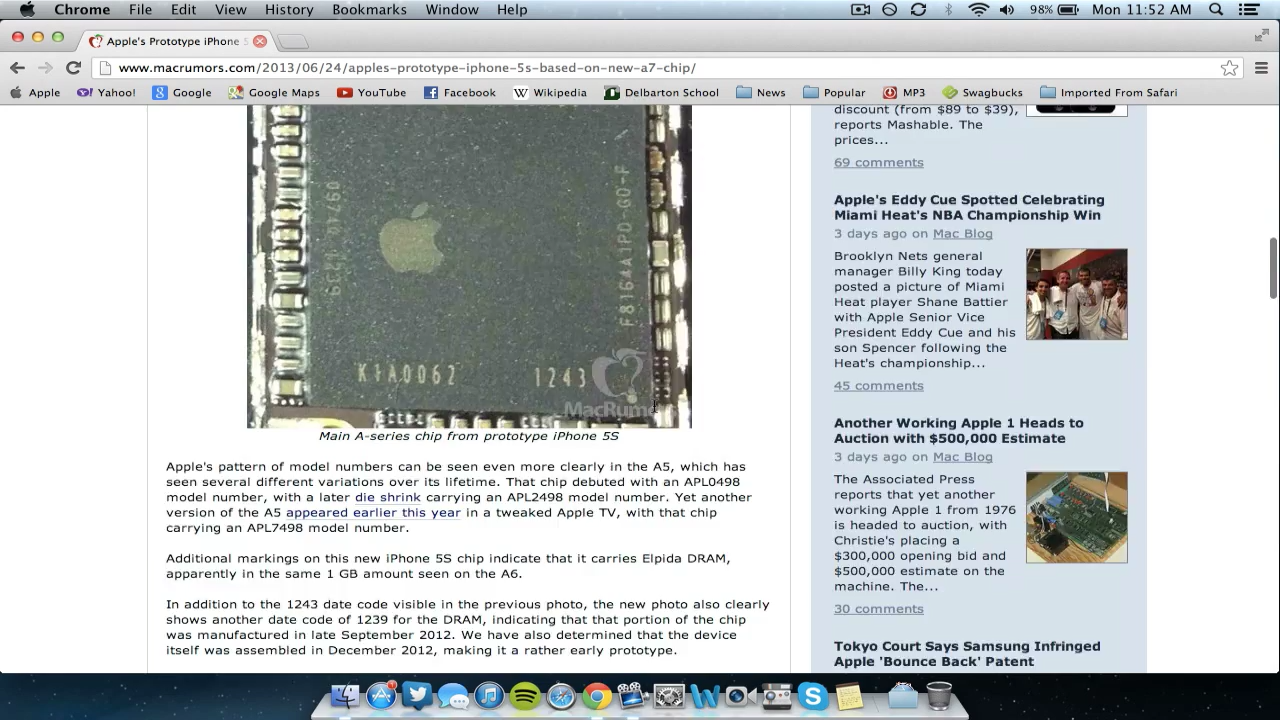 Chrome File Edit View History Bookmarks Window Help 98% Mon 11:52 AM
Apple's Prototype iPhone 5
www.macrumors.com/2013/06/24/apples-prototype-iphone-5s-based-on-new-a7-chip/
Apple Yahoo! Google Google Maps YouTube Facebook Wikipedia Delbarton School News Popular MP3 Swagbucks Imported From Safari
F8164A1PD-GD-F
K1A0062 1243
MacRumo
Main A-series chip from prototype iPhone 5S
Apple's pattern of model numbers can be seen even more clearly in the A5, which has
seen several different variations over its lifetime. That chip debuted with an APL0498
model number, with a later die shrink carrying an APL2498 model number. Yet another
version of the A5 appeared earlier this year in a tweaked Apple TV, with that chip
carrying an APL7498 model number.
Additional markings on this new iPhone 5S chip indicate that it carries Elpida DRAM,
apparently in the same 1 GB amount seen on the A6.
In addition to the 1243 date code visible in the previous photo, the new photo also clearly
shows another date code of 1239 for the DRAM, indicating that that portion of the chip
was manufactured in late September 2012. We have also determined that the device
itself was assembled in December 2012, making it a rather early prototype.
discount (from $89 to $39),
reports Mashable. The
prices...
69 comments
Apple's Eddy Cue Spotted Celebrating
Miami Heat's NBA Championship Win
3 days ago on Mac Blog
Brooklyn Nets general
manager Billy King today
posted a picture of Miami
Heat player Shane Battier
with Apple Senior Vice
President Eddy Cue and his
son Spencer following the
Heat's championship...
45 comments
Another Working Apple 1 Heads to
Auction with $500,000 Estimate
3 days ago on Mac Blog
The Associated Press
reports that yet another
working Apple 1 from 1976
is headed to auction, with
Christie's placing a
$300,000 opening bid and
$500,000 estimate on the
machine. The...
30 comments
Tokyo Court Says Samsung Infringed
Apple 'Bounce Back' Patent